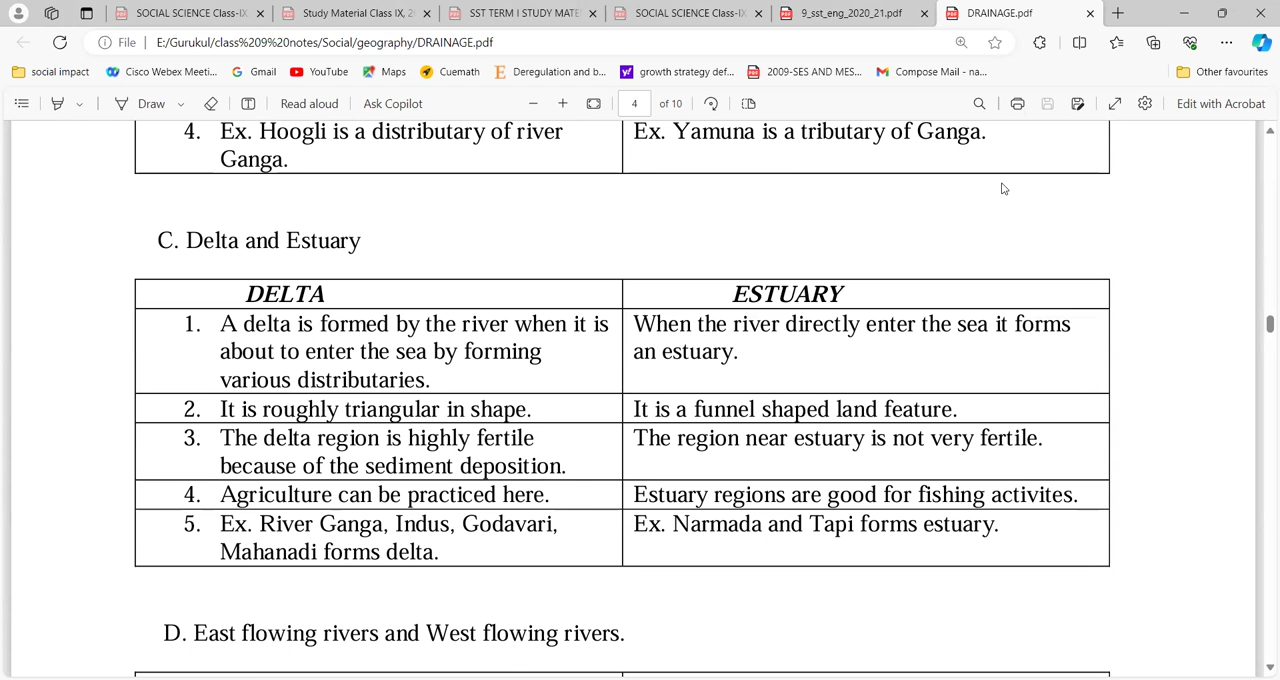 SOCIAL SCIENCE Class-IX
Study Material Class IX, 2
SST TERM I STUDY MATE
SOCIAL SCIENCE Class-IX
9_sst_eng_2020_21.pdf
DRAINAGE.pdf
File
E:/Gurukul/class%209%20notes/Social/geography/DRAINAGE.pdf
social impact
Cisco Webex Meeti...
Gmail
YouTube
Maps
Cuemath
Deregulation and b...
growth strategy def...
2009-SES AND MES...
Compose Mail - na...
Other favourites
Draw
Read aloud
Ask Copilot
4 of 10
Edit with Acrobat
4. Ex. Hoogli is a distributary of river
Ganga.
Ex. Yamuna is a tributary of Ganga.
C. Delta and Estuary
DELTA
ESTUARY
1. A delta is formed by the river when it is
about to enter the sea by forming
various distributaries.
When the river directly enter the sea it forms
an estuary.
2. It is roughly triangular in shape.
It is a funnel shaped land feature.
3. The delta region is highly fertile
because of the sediment deposition.
The region near estuary is not very fertile.
4. Agriculture can be practiced here.
Estuary regions are good for fishing activites.
5. Ex. River Ganga, Indus, Godavari,
Mahanadi forms delta.
Ex. Narmada and Tapi forms estuary.
D. East flowing rivers and West flowing rivers.